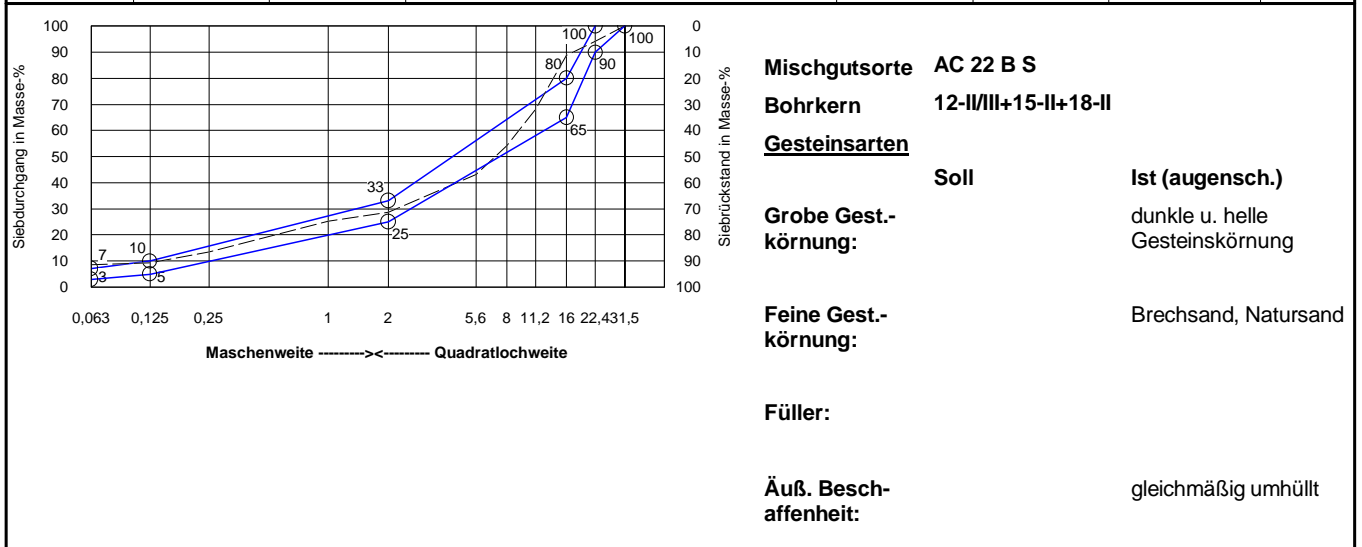 Siebdurchgang in Masse-%
100
90
80
70
60
50
40
30
20
10
0
0
10
20
30
40
50
60
70
80
90
100
Siebrückstand in Masse-%
100
100
80
90
65
33
25
10
7
5
3
0,063 0,125 0,25 1 2 5,6 8 11,2 16 22,4 31,5
Maschenweite --------->< --------- Quadratlochweite
Mischgutsorte AC 22 B S
Bohrkern 12-II/III+15-II+18-II
Gesteinsarten
Soll Ist (augensch.)
Grobe Gest.- dunkle u. helle
körnung: Gesteinskörnung
Feine Gest.- Brechsand, Natursand
körnung:
Füller:
Äuß. Besch- gleichmäßig umhüllt
affenheit: